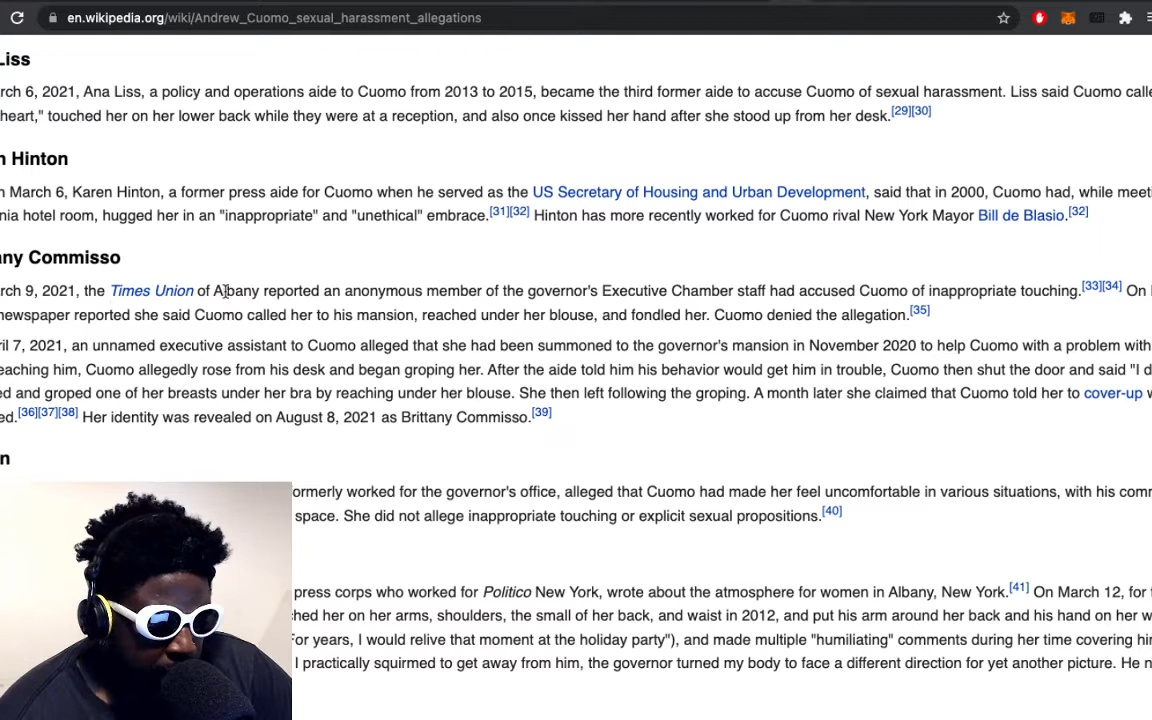 en.wikipedia.org/wiki/Andrew_Cuomo_sexual_harassment_allegations
Liss
rch 6, 2021, Ana Liss, a policy and operations aide to Cuomo from 2013 to 2015, became the third former aide to accuse Cuomo of sexual harassment. Liss said Cuomo calle
heart," touched her on her lower back while they were at a reception, and also once kissed her hand after she stood up from her desk.[29][30]
n Hinton
n March 6, Karen Hinton, a former press aide for Cuomo when he served as the US Secretary of Housing and Urban Development, said that in 2000, Cuomo had, while meeti
nia hotel room, hugged her in an "inappropriate" and "unethical" embrace.[31][32] Hinton has more recently worked for Cuomo rival New York Mayor Bill de Blasio.[32]
any Commisso
rch 9, 2021, the Times Union of Albany reported an anonymous member of the governor's Executive Chamber staff had accused Cuomo of inappropriate touching.[33][34] On
newspaper reported she said Cuomo called her to his mansion, reached under her blouse, and fondled her. Cuomo denied the allegation.[35]
ril 7, 2021, an unnamed executive assistant to Cuomo alleged that she had been summoned to the governor's mansion in November 2020 to help Cuomo with a problem with
eaching him, Cuomo allegedly rose from his desk and began groping her. After the aide told him his behavior would get him in trouble, Cuomo then shut the door and said "I d
ed and groped one of her breasts under her bra by reaching under her blouse. She then left following the groping. A month later she claimed that Cuomo told her to cover-up w
ed.[36][37][38] Her identity was revealed on August 8, 2021 as Brittany Commisso.[39]
n
ormerly worked for the governor's office, alleged that Cuomo had made her feel uncomfortable in various situations, with his comm
space. She did not allege inappropriate touching or explicit sexual propositions.[40]
press corps who worked for Politico New York, wrote about the atmosphere for women in Albany, New York.[41] On March 12, for
hed her on her arms, shoulders, the small of her back, and waist in 2012, and put his arm around her back and his hand on her w
For years, I would relive that moment at the holiday party"), and made multiple "humiliating" comments during her time covering hi
I practically squirmed to get away from him, the governor turned my body to face a different direction for yet another picture. He n